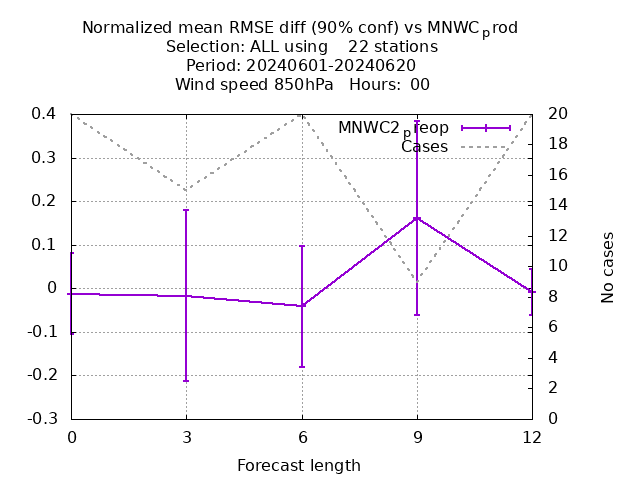 Normalized mean RMSE diff (90% conf) vs MNWCprod
Selection: ALL using    22 stations
Period: 20240601-20240620
Wind speed 850hPa   Hours:  00
MNWC2preop
Cases
0.4
0.3
0.2
0.1
0
-0.1
-0.2
-0.3
20
18
16
14
12
10
8
6
4
2
0
No cases
0 3 6 9 12
Forecast length